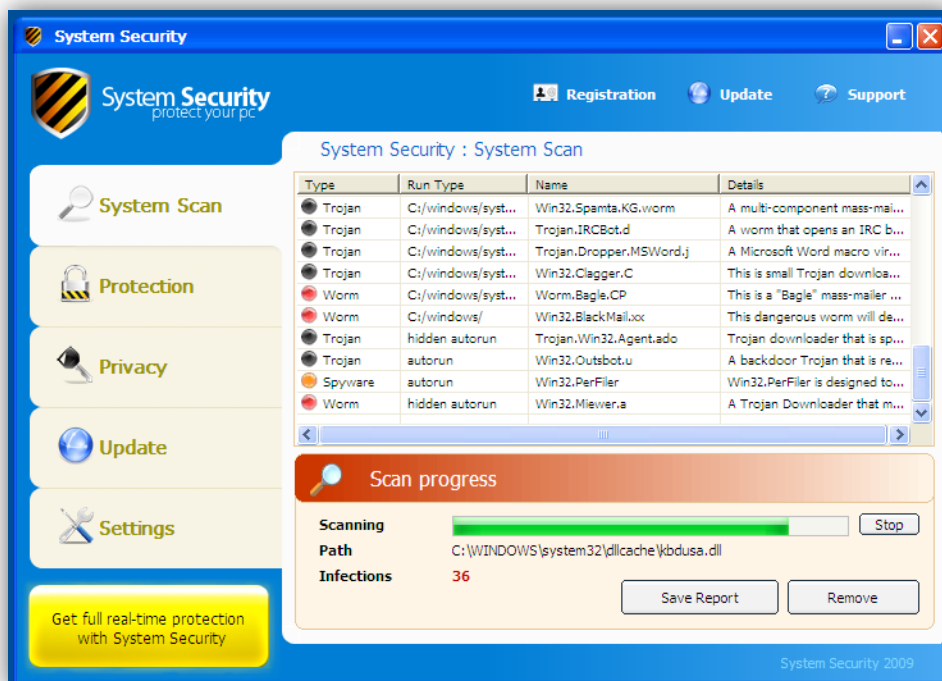 System Security
System Security
protect your pc
Registration Update Support
System Security : System Scan
System Scan
Protection
Privacy
Update
Settings
Get full real-time protection
with System Security
Type Run Type Name Details
Trojan C:/windows/syst... Win32.Spamta.KG.worm A multi-component mass-mai...
Trojan C:/windows/syst... Trojan.IRCBot.d A worm that opens an IRC b...
Trojan C:/windows/syst... Trojan.Dropper.MSWord.j A Microsoft Word macro vir...
Trojan C:/windows/syst... Win32.Clagger.C This is small Trojan downloa...
Worm C:/windows/syst... Worm.Bagle.CP This is a "Bagle" mass-mailer ...
Worm C:/windows/ Win32.BlackMail.xx This dangerous worm will de...
Trojan hidden autorun Trojan.Win32.Agent.ado Trojan downloader that is sp...
Trojan autorun Win32.Outsbot.u A backdoor Trojan that is re...
Spyware autorun Win32.PerFiler Win32.PerFiler is designed to...
Worm hidden autorun Win32.Miewer.a A Trojan Downloader that m...
Scan progress
Scanning Stop
Path C:\WINDOWS\system32\dllcache\kbdusa.dll
Infections 36
Save Report Remove
System Security 2009